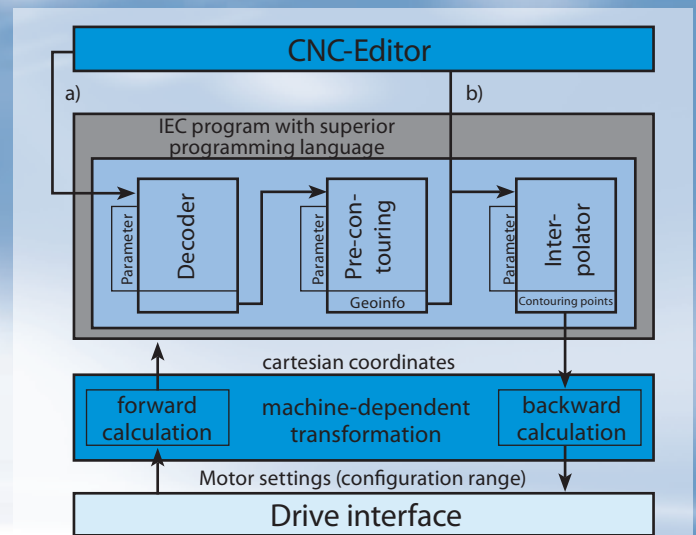 CNC-Editor
a)
b)
IEC program with superior
programming language
Parameter
Decoder
Parameter
Pre-con-
touring
Geoinfo
Parameter
Inter-
polator
Contouring points
cartesian coordinates
forward
calculation
machine-dependent
transformation
backward
calculation
Motor settings (configuration range)
Drive interface